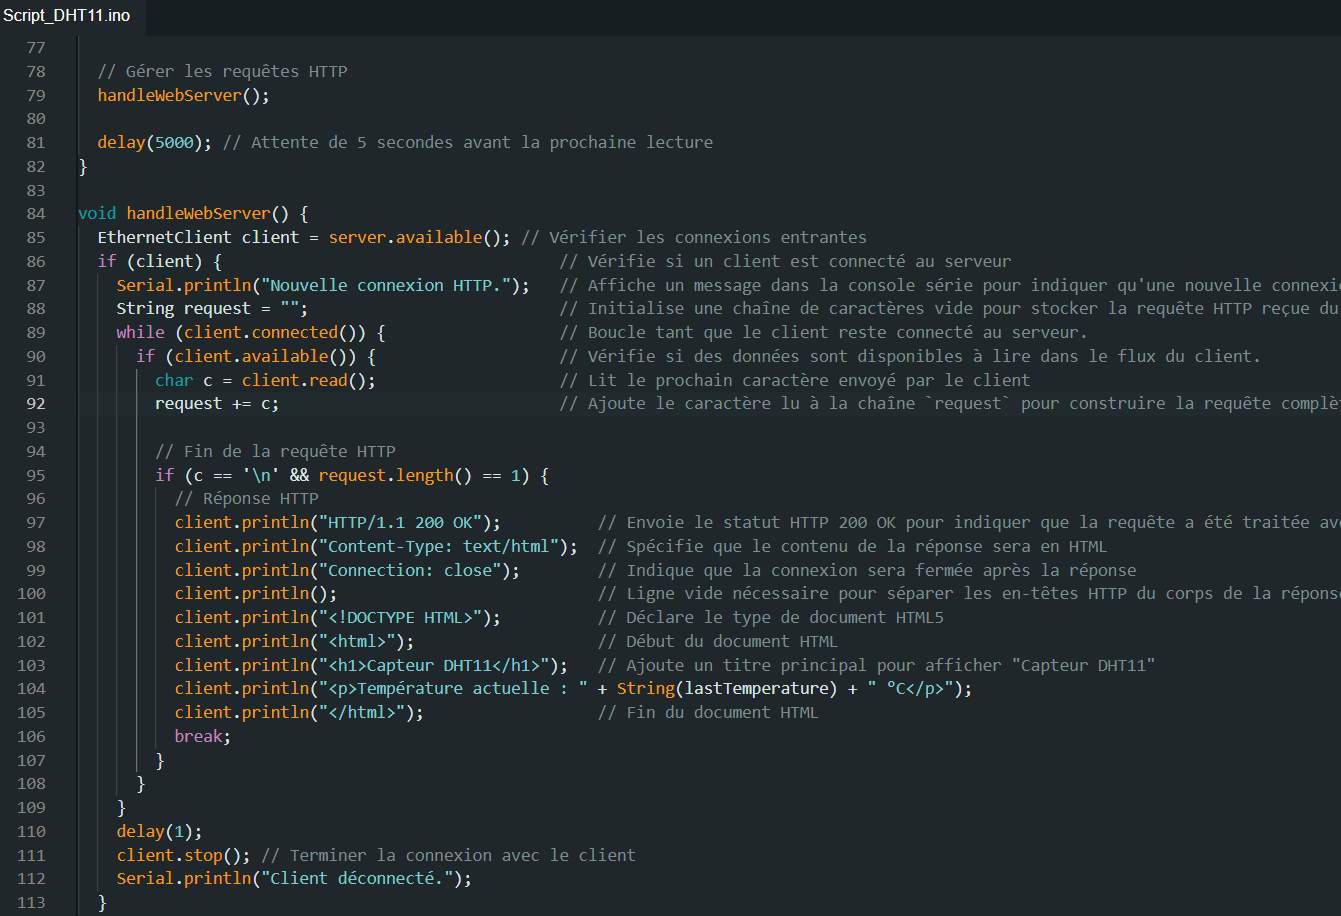 Script_DHT11.ino
77
78 // Gérer les requêtes HTTP
79 handleWebServer();
80
81 delay(5000); // Attente de 5 secondes avant la prochaine lecture
82 }
83
84 void handleWebServer() {
85 EthernetClient client = server.available(); // Vérifier les connexions entrantes
86 if (client) { // Vérifie si un client est connecté au serveur
87 Serial.println("Nouvelle connexion HTTP."); // Affiche un message dans la console série pour indiquer qu'une nouvelle connexi
88 String request = ""; // Initialise une chaîne de caractères vide pour stocker la requête HTTP reçue du
89 while (client.connected()) { // Boucle tant que le client reste connecté au serveur.
90 if (client.available()) { // Vérifie si des données sont disponibles à lire dans le flux du client.
91 char c = client.read(); // Lit le prochain caractère envoyé par le client
92 request += c; // Ajoute le caractère lu à la chaîne `request` pour construire la requête complè
93
94 // Fin de la requête HTTP
95 if (c == '\n' && request.length() == 1) {
96 // Réponse HTTP
97 client.println("HTTP/1.1 200 OK"); // Envoie le statut HTTP 200 OK pour indiquer que la requête a été traitée av
98 client.println("Content-Type: text/html"); // Spécifie que le contenu de la réponse sera en HTML
99 client.println("Connection: close"); // Indique que la connexion sera fermée après la réponse
100 client.println(); // Ligne vide nécessaire pour séparer les en-têtes HTTP du corps de la répons
101 client.println("<!DOCTYPE HTML>"); // Déclare le type de document HTML5
102 client.println("<html>"); // Début du document HTML
103 client.println("<h1>Capteur DHT11</h1>"); // Ajoute un titre principal pour afficher "Capteur DHT11"
104 client.println("<p>Température actuelle : " + String(lastTemperature) + " °C</p>");
105 client.println("</html>"); // Fin du document HTML
106 break;
107 }
108 }
109 }
110 delay(1);
111 client.stop(); // Terminer la connexion avec le client
112 Serial.println("Client déconnecté.");
113 }